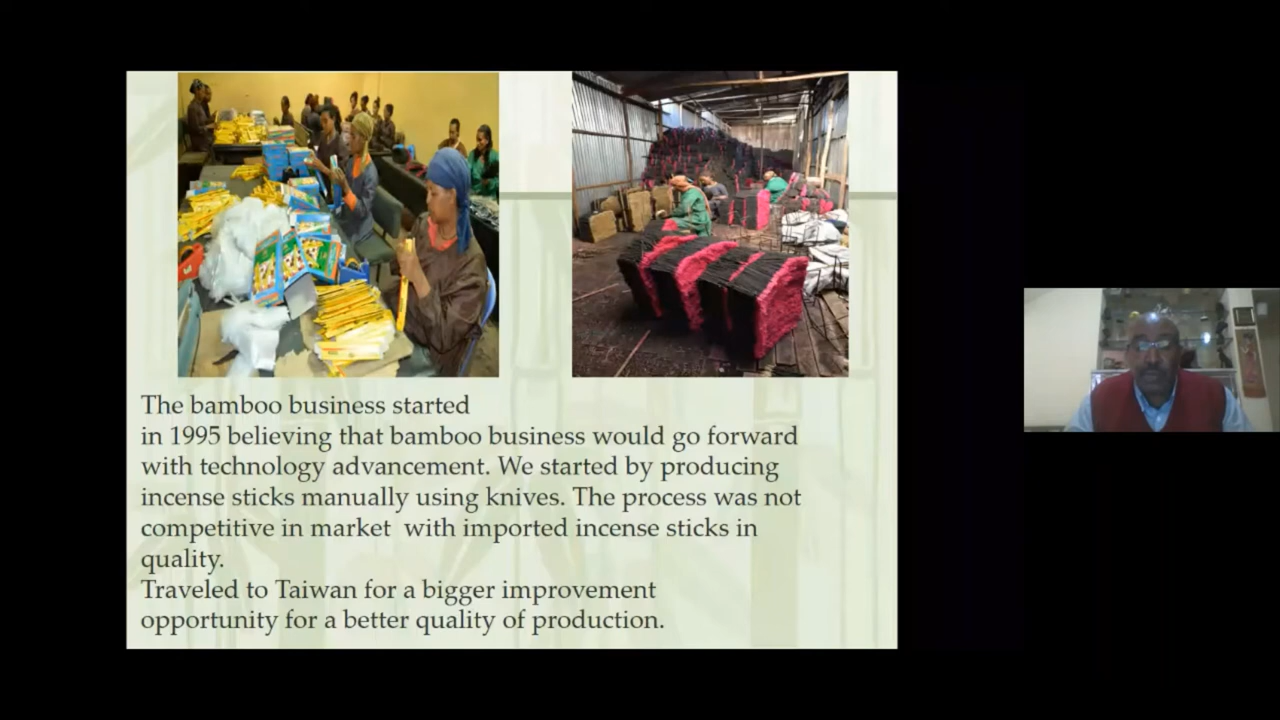 The bamboo business started
in 1995 believing that bamboo business would go forward
with technology advancement. We started by producing
incense sticks manually using knives. The process was not
competitive in market with imported incense sticks in
quality.
Traveled to Taiwan for a bigger improvement
opportunity for a better quality of production.